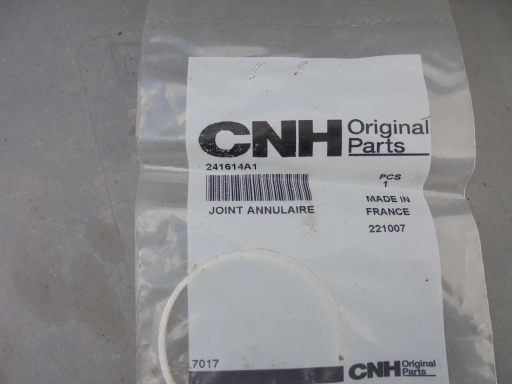 CNH Original Parts
241614A1
PCS
1
JOINT ANNULAIRE
MADE IN
FRANCE
221007
7017
CNH Original Parts